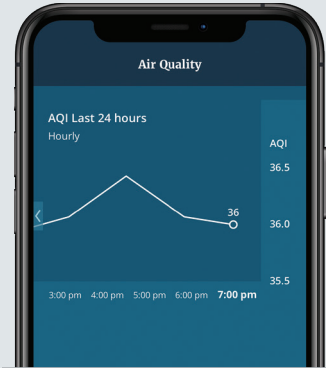 Air Quality
AQI Last 24 hours
Hourly
AQI
36.5
36
36.0
35.5
3:00 pm 4:00 pm 5:00 pm 6:00 pm 7:00 pm